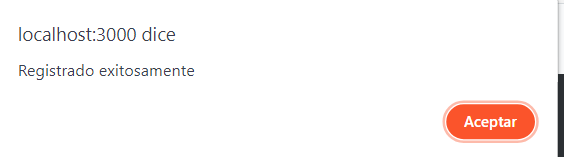 localhost:3000 dice
Registrado exitosamente
Aceptar